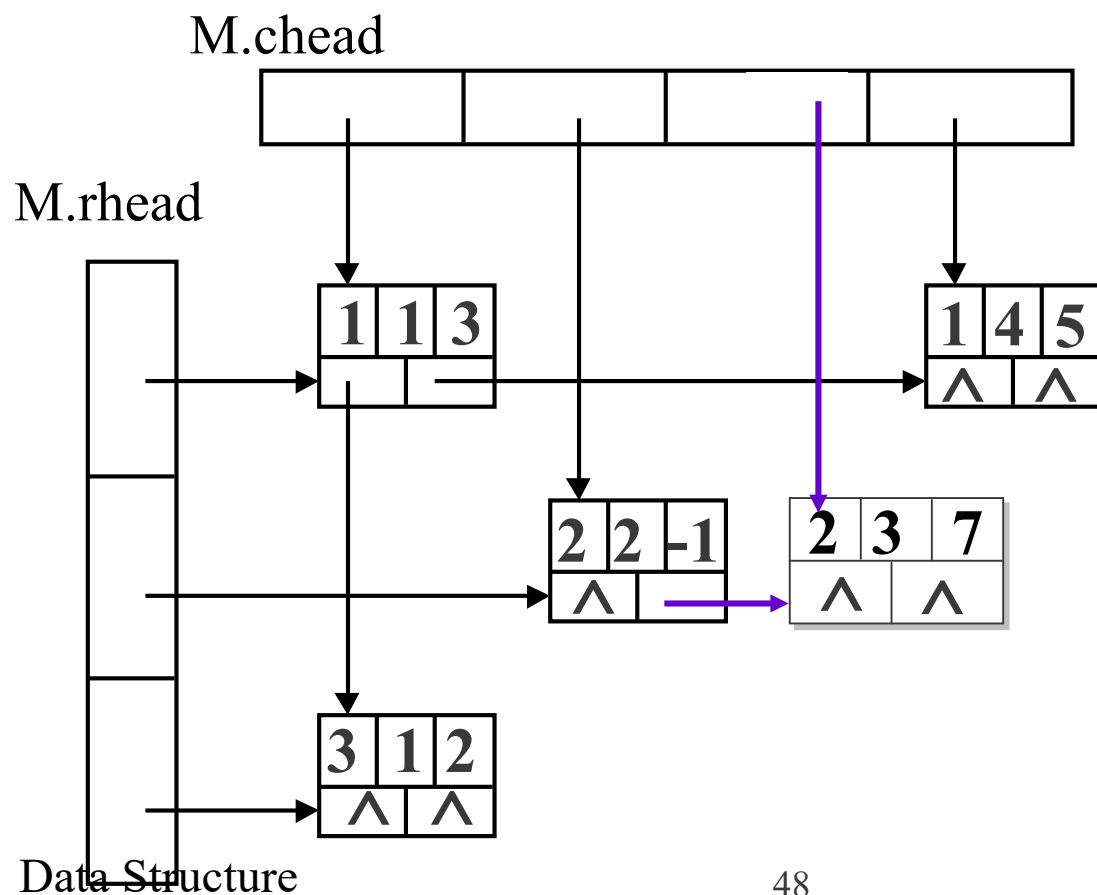 M.chead
M.rhead
1 1 3
1 4 5
^ ^
2 2 -1
2 3 7
^
^ ^
3 1 2
^ ^
Data Structure
48